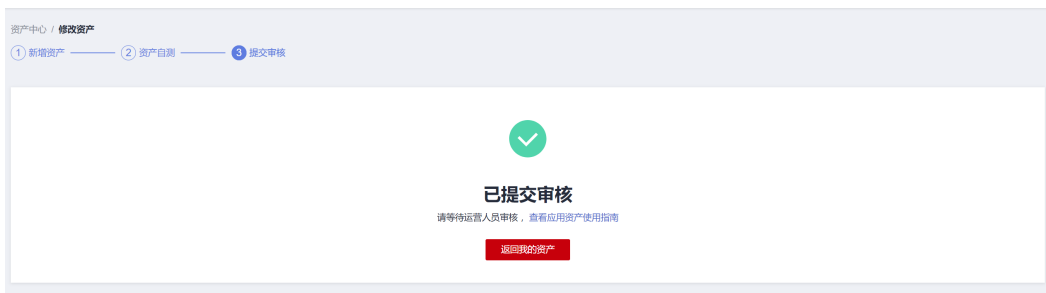 资产中心 / 修改资产
1 新增资产 2 资产自测 3 提交审核
已提交审核
请等待运营人员审核，查看应用资产使用指南
返回我的资产